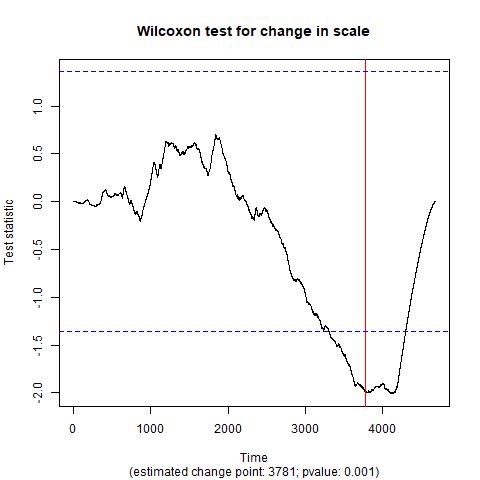 Wilcoxon test for change in scale
Test statistic
1.0
0.5
0.0
-0.5
-1.0
-1.5
-2.0
0 1000 2000 3000 4000
Time
(estimated change point: 3781; pvalue: 0.001)